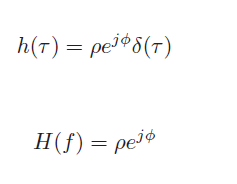 h(τ) = ρe^{jϕ}δ(τ)
H(f) = ρe^{jϕ}